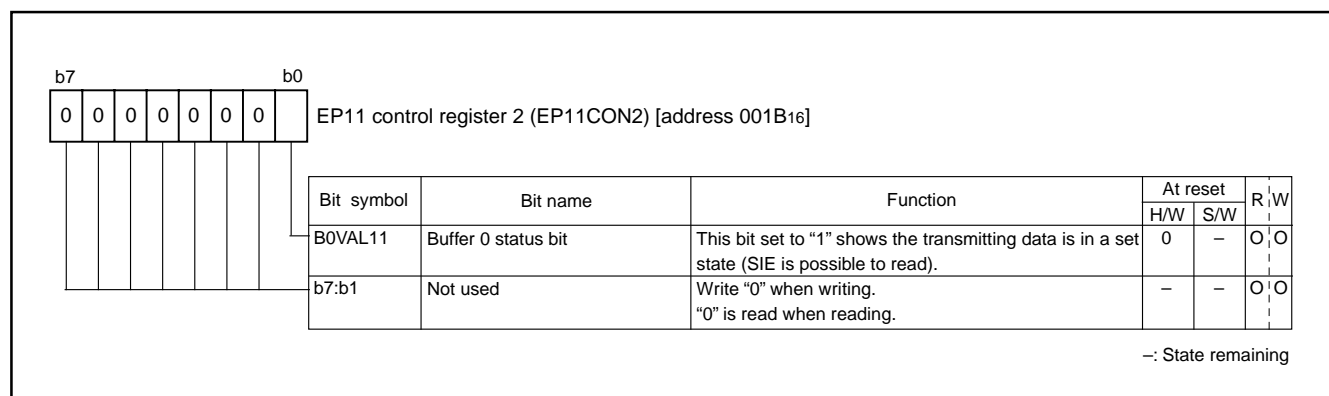 b7 b0
0 0 0 0 0 0 0 EP11 control register 2 (EP11CON2) [address 001B16]
Bit symbol Bit name Function At reset R W
H/W S/W
B0VAL11 Buffer 0 status bit This bit set to “1” shows the transmitting data is in a set 0 – O O
state (SIE is possible to read).
b7:b1 Not used Write “0” when writing. – – O O
“0” is read when reading.
–: State remaining